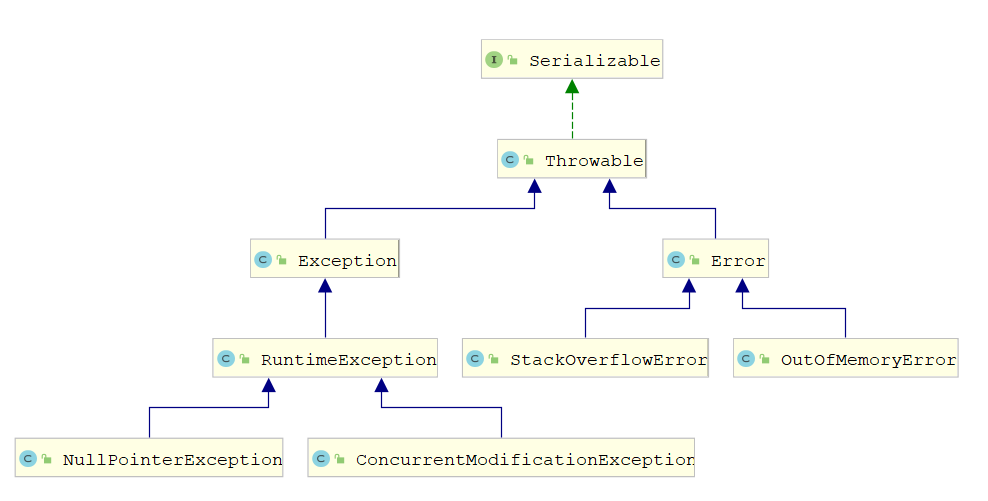 I Serializable
C Throwable
C Exception
C Error
C RuntimeException
C StackOverflowError
C OutOfMemoryError
C NullPointerException
C ConcurrentModificationException